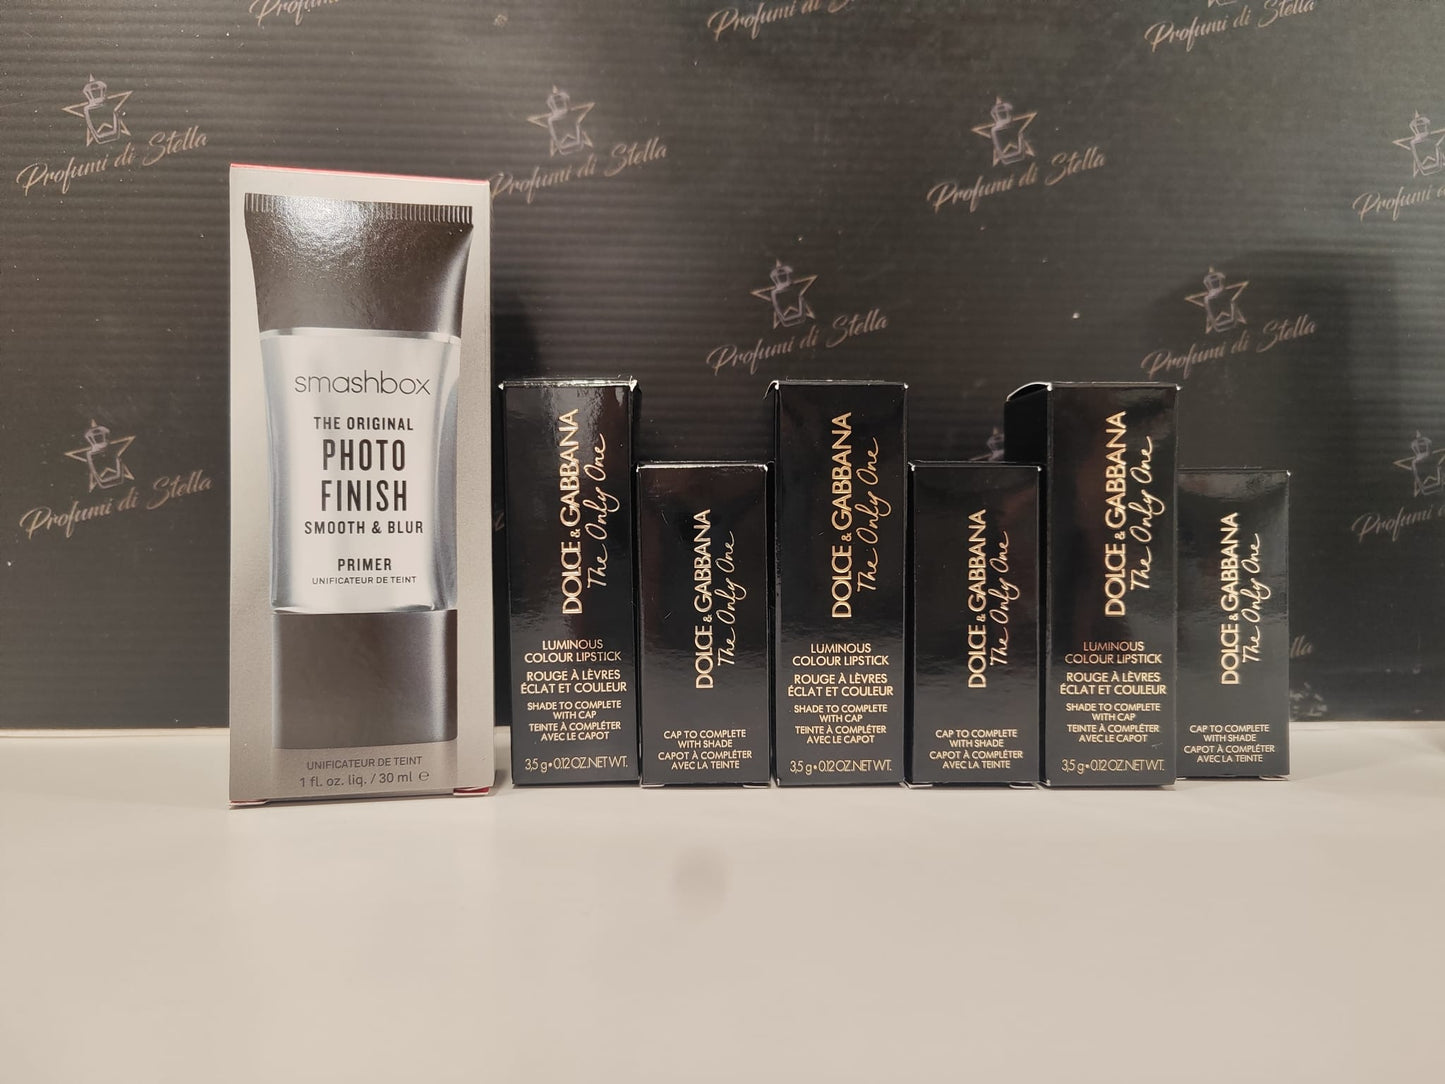 Profumi di Stella
Profumi di Stella
Profumi di Stella
Profumi di Stella
Profumi di Stella
Profumi di Stella
Profumi di Stella
Profumi di Stella
Profumi di Stella
smashbox
THE ORIGINAL
PHOTO
FINISH
SMOOTH & BLUR
PRIMER
UNIFICATEUR DE TEINT
UNIFICATEUR DE TEINT
1 fl. oz. liq. / 30 ml ℮
DOLCE & GABBANA
The Only One
LUMINOUS
COLOUR LIPSTICK
ROUGE À LÈVRES
ÉCLAT ET COULEUR
SHADE TO COMPLETE
WITH CAP
TEINTE À COMPLÉTER
AVEC LE CAPOT
3,5 g • 0.12 OZ. NET WT.
DOLCE & GABBANA
The Only One
CAP TO COMPLETE
WITH SHADE
CAPOT À COMPLÉTER
AVEC LA TEINTE
DOLCE & GABBANA
The Only One
LUMINOUS
COLOUR LIPSTICK
ROUGE À LÈVRES
ÉCLAT ET COULEUR
SHADE TO COMPLETE
WITH CAP
TEINTE À COMPLÉTER
AVEC LE CAPOT
3,5 g • 0.12 OZ. NET WT.
DOLCE & GABBANA
The Only One
CAP TO COMPLETE
WITH SHADE
CAPOT À COMPLÉTER
AVEC LA TEINTE
DOLCE & GABBANA
The Only One
LUMINOUS
COLOUR LIPSTICK
ROUGE À LÈVRES
ÉCLAT ET COULEUR
SHADE TO COMPLETE
WITH CAP
TEINTE À COMPLÉTER
AVEC LE CAPOT
3,5 g • 0.12 OZ. NET WT.
DOLCE & GABBANA
The Only One
CAP TO COMPLETE
WITH SHADE
CAPOT À COMPLÉTER
AVEC LA TEINTE